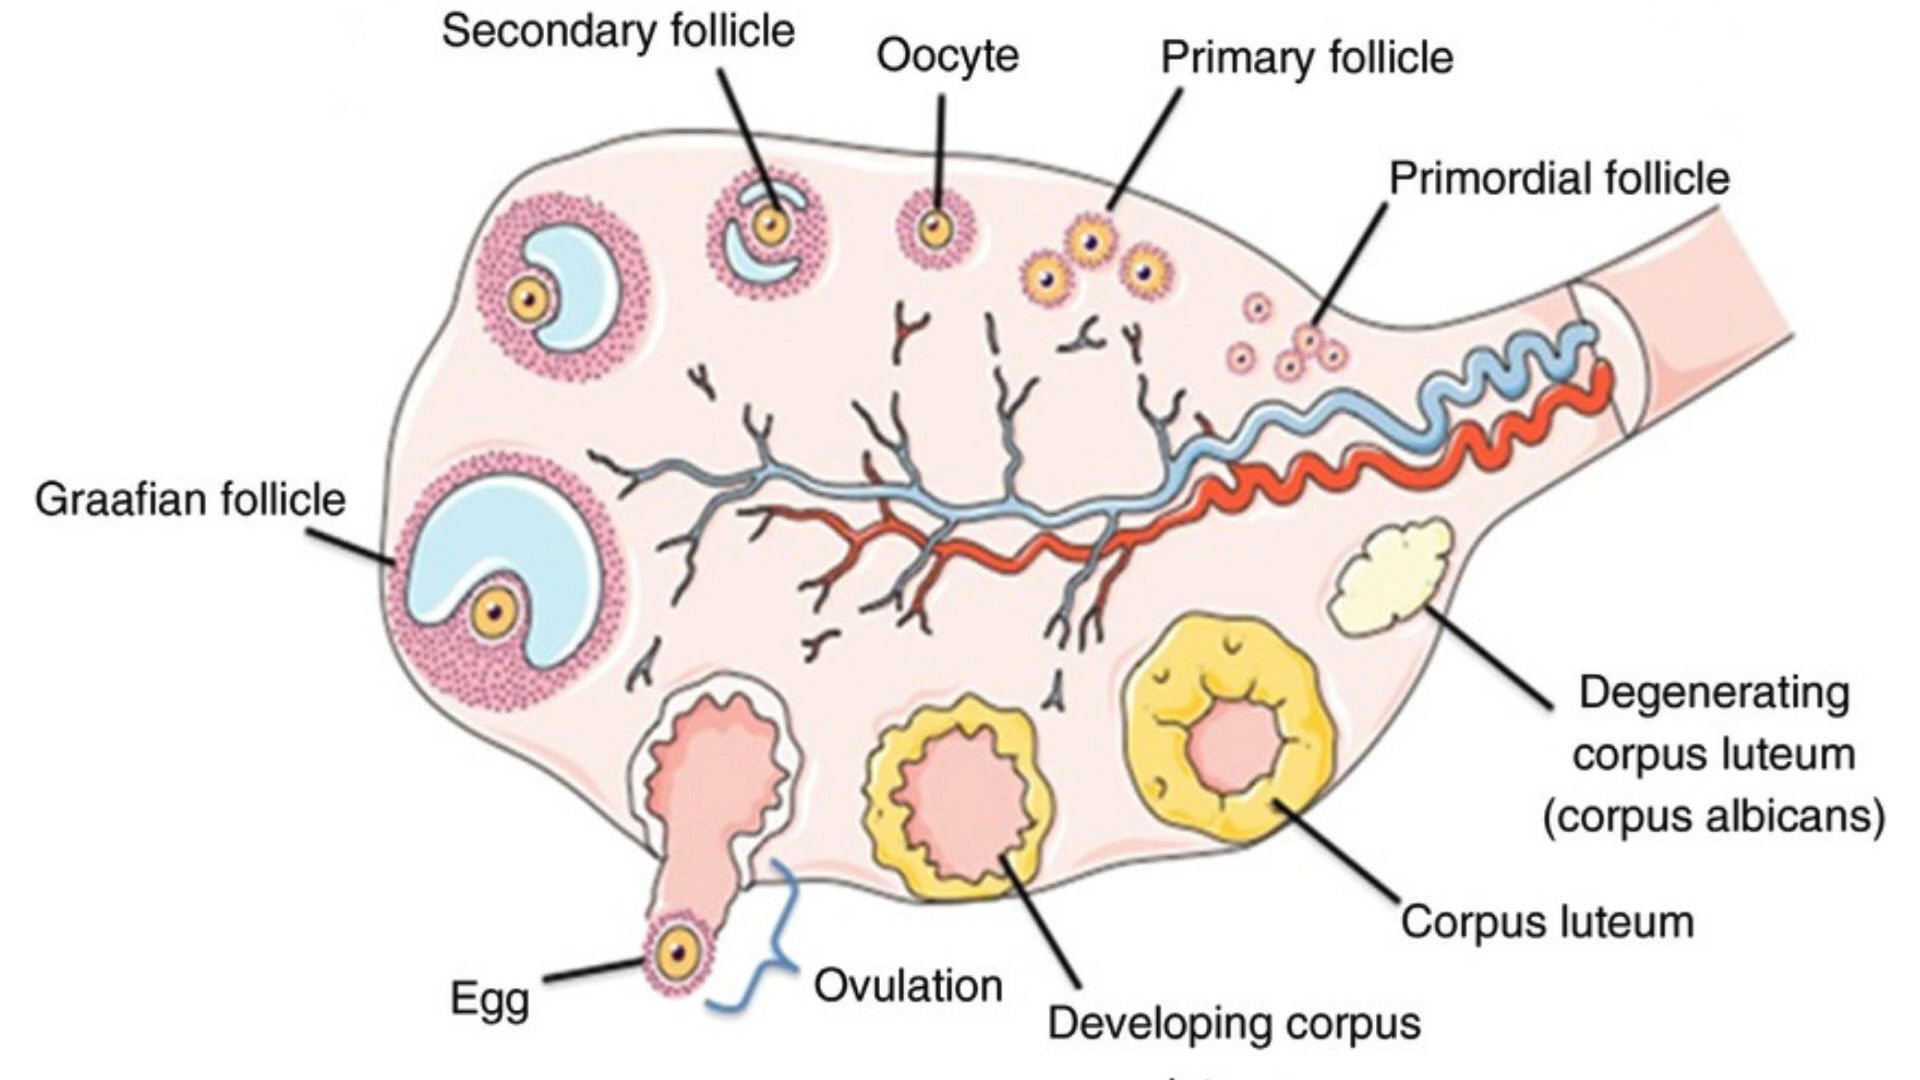 Secondary follicle
Oocyte
Primary follicle
Primordial follicle
Graafian follicle
Degenerating
corpus luteum
(corpus albicans)
Corpus luteum
Egg
Ovulation
Developing corpus